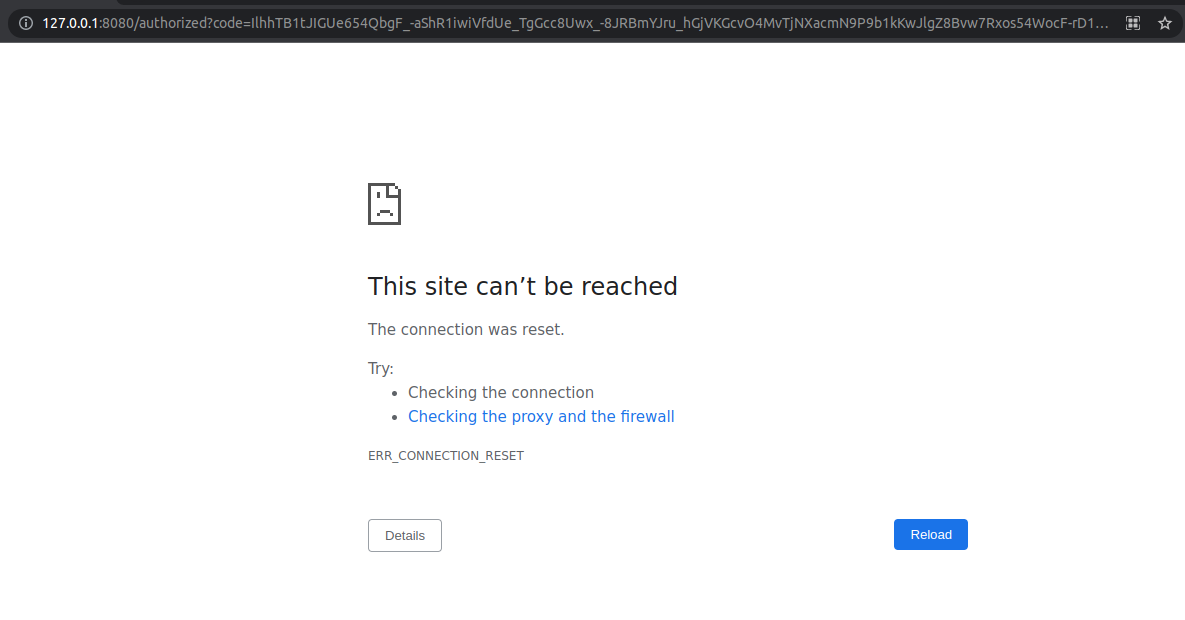 127.0.0.1:8080/authorized?code=IlhhTB1tJIGUe654QbgF_-aShR1iwiVfdUe_TgGcc8Uwx_-8JRBmYJru_hGjVKGcvO4MvTjNXacmN9P9b1kKwJlgZ8Bvw7Rxos54WocF-rD1...
This site can’t be reached
The connection was reset.
Try:
• Checking the connection
• Checking the proxy and the firewall
ERR_CONNECTION_RESET
Details Reload